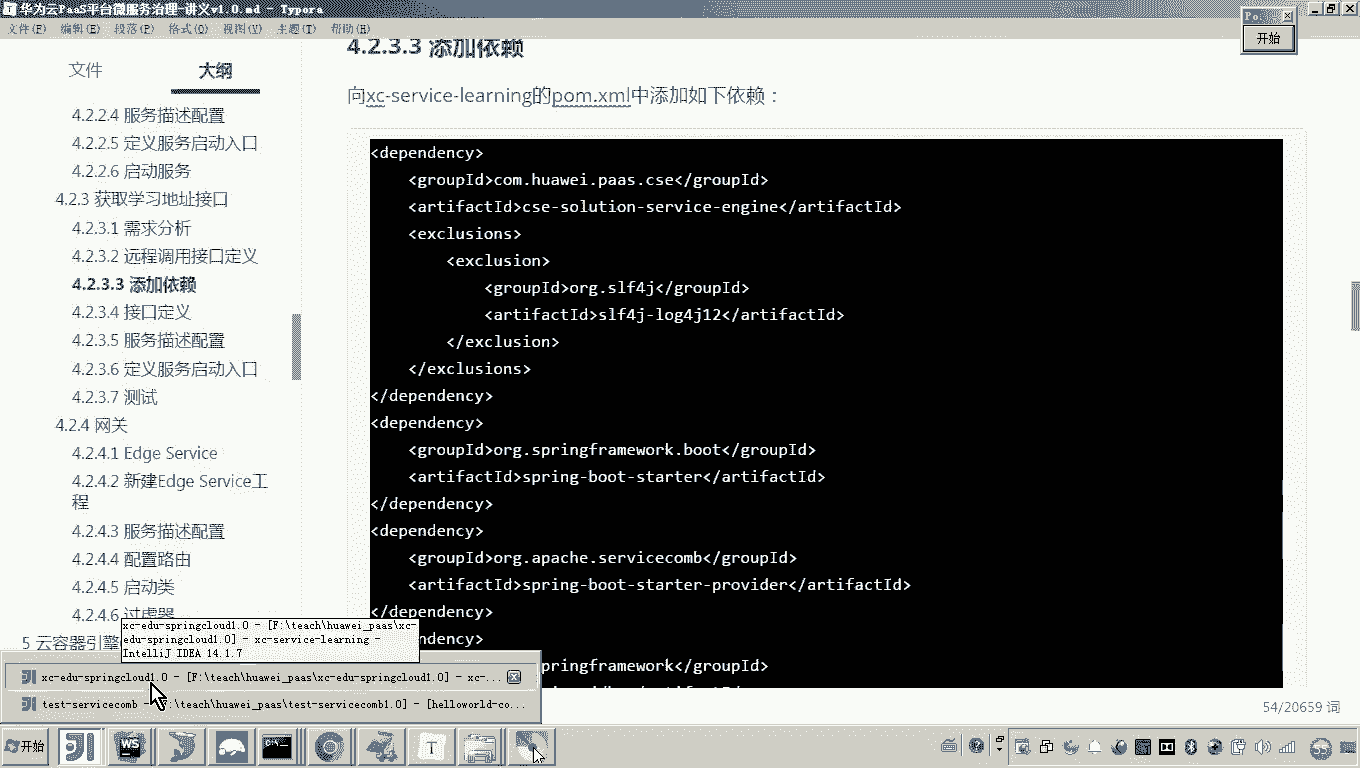 华为云PaaS平台微服务治理-讲义v1.0.md - Typora
文件(F) 编辑(E) 段落(P) 格式(O) 视图(V) 主题(T) 帮助(H)
开始
文件
大纲
4.2.2.4 服务描述配置
4.2.2.5 定义服务启动入口
4.2.2.6 启动服务
4.2.3 获取学习地址接口
4.2.3.1 需求分析
4.2.3.2 远程调用接口定义
4.2.3.3 添加依赖
4.2.3.4 接口定义
4.2.3.5 服务描述配置
4.2.3.6 定义服务启动入口
4.2.3.7 测试
4.2.4 网关
4.2.4.1 Edge Service
4.2.4.2 新建Edge Service工
程
4.2.4.3 服务描述配置
4.2.4.4 配置路由
4.2.4.5 启动类
4.2.4.6 过虑器
5 云容器引擎
4.2.3.3 添加依赖
向xc-service-learning的pom.xml中添加如下依赖：
<dependency>
<groupId>com.huawei.paas.cse</groupId>
<artifactId>cse-solution-service-engine</artifactId>
<exclusions>
<exclusion>
<groupId>org.slf4j</groupId>
<artifactId>slf4j-log4j12</artifactId>
</exclusion>
</exclusions>
</dependency>
<dependency>
<groupId>org.springframework.boot</groupId>
<artifactId>spring-boot-starter</artifactId>
</dependency>
<dependency>
<groupId>org.apache.servicecomb</groupId>
<artifactId>spring-boot-starter-provider</artifactId>
</dependency>
ndency>
pringframework</groupId>
xc-edu-springcloud1.0 - [F:\teach\huawei_paas\xc-
edu-springcloud1.0] - xc-service-learning -
IntelliJ IDEA 14.1.7
xc-edu-springcloud1.0 - [F:\teach\huawei_paas\xc-edu-springcloud1.0] - xc-...
test-servicecomb - :\teach\huawei_paas\test-servicecomb1.0] - [helloworld-co...
54/20659 词
开始
WS
T